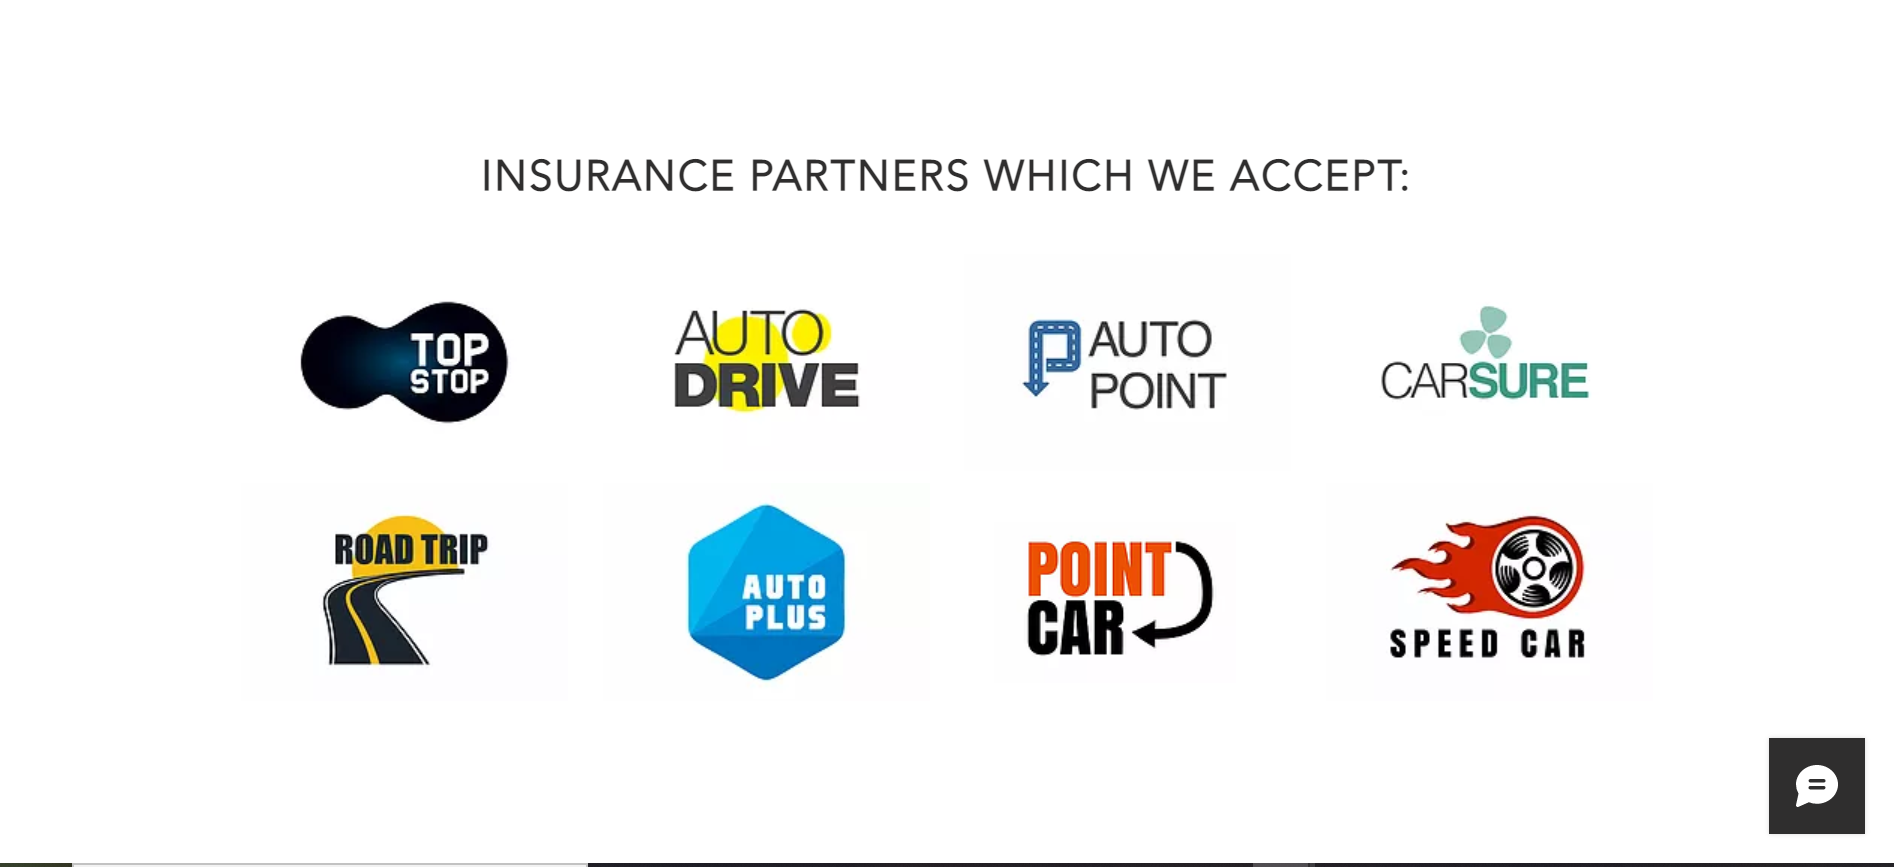 INSURANCE PARTNERS WHICH WE ACCEPT:
TOP
STOP
AUTO
DRIVE
AUTO
POINT
CARSURE
ROAD TRIP
AUTO
PLUS
POINT
CAR
SPEED CAR